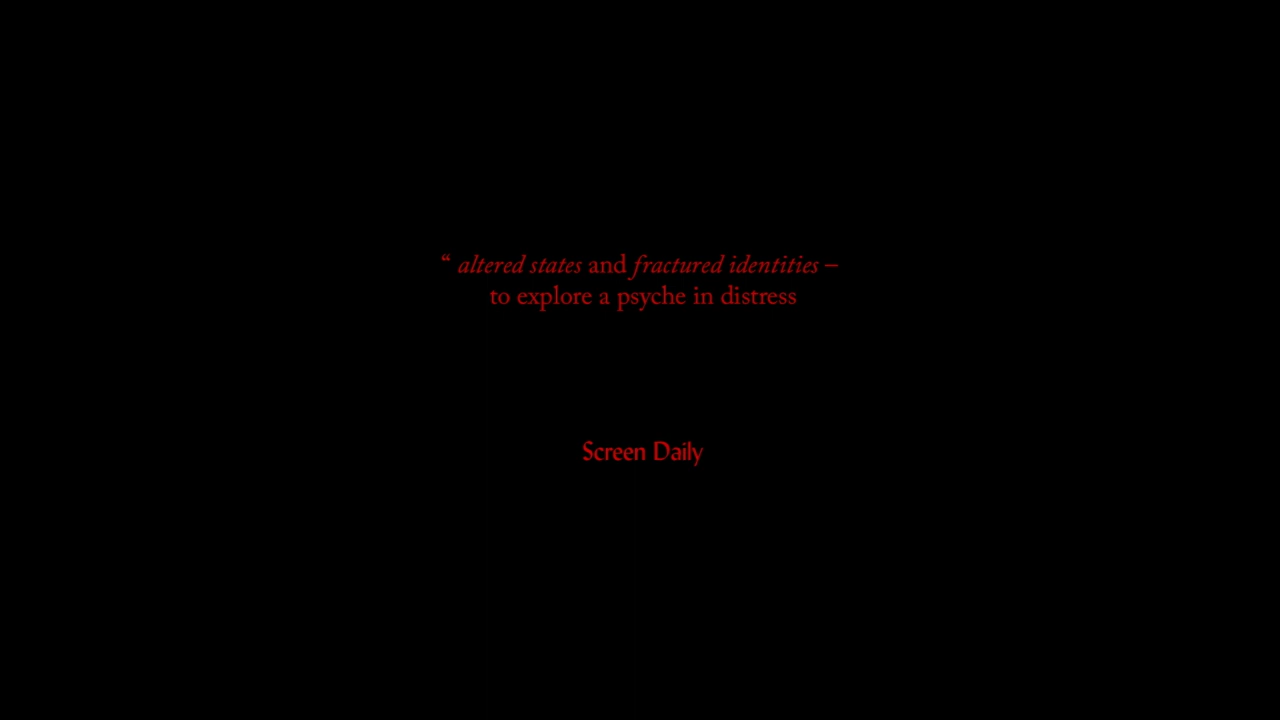 “ altered states and fractured identities –
to explore a psyche in distress
Screen Daily